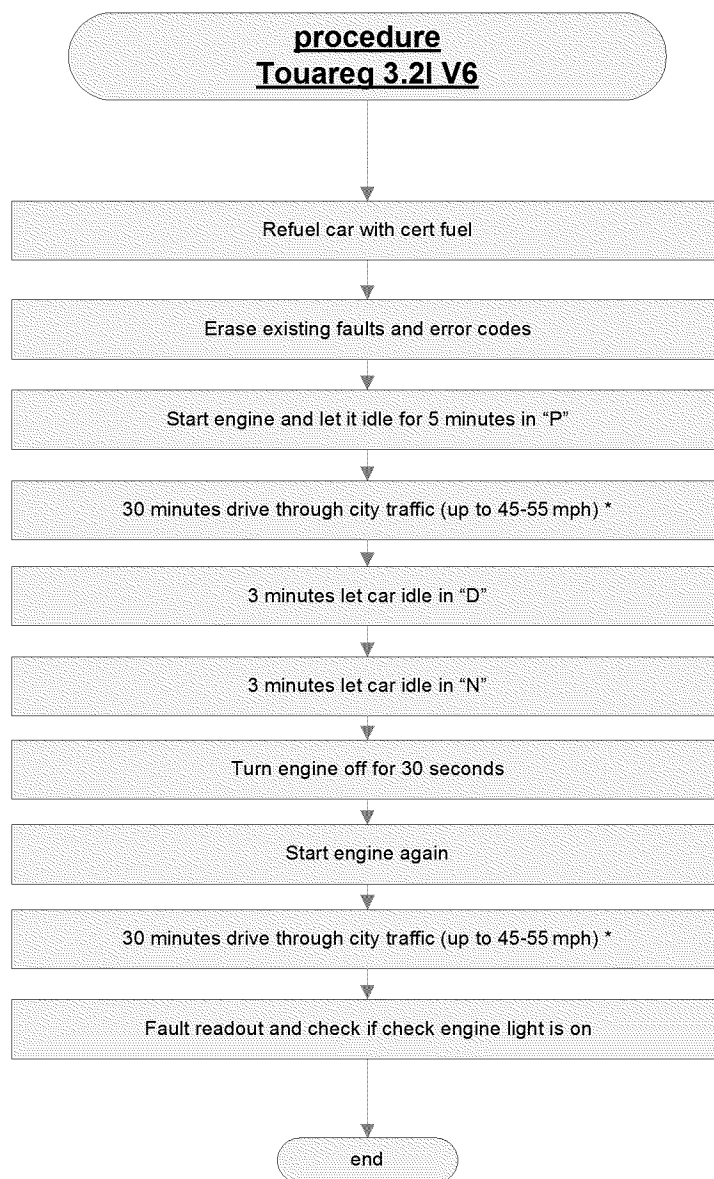 procedure
Touareg 3.2l V6
Refuel car with cert fuel
Erase existing faults and error codes
Start engine and let it idle for 5 minutes in “P”
30 minutes drive through city traffic (up to 45-55 mph) *
3 minutes let car idle in “D”
3 minutes let car idle in “N”
Turn engine off for 30 seconds
Start engine again
30 minutes drive through city traffic (up to 45-55 mph) *
Fault readout and check if check engine light is on
end